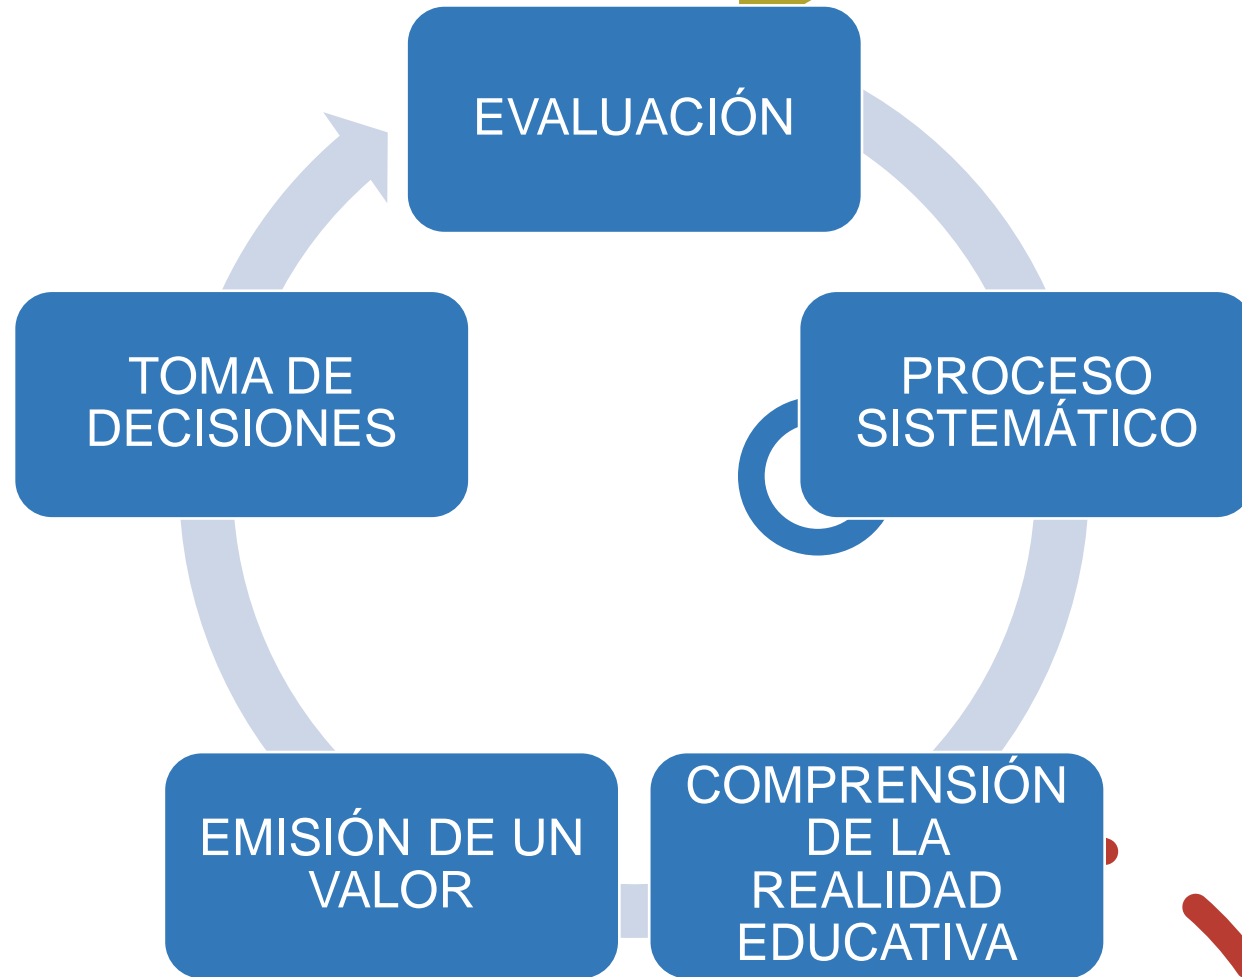 EVALUACIÓN
PROCESO
SISTEMÁTICO
COMPRENSIÓN
DE LA
REALIDAD
EDUCATIVA
EMISIÓN DE UN
VALOR
TOMA DE
DECISIONES